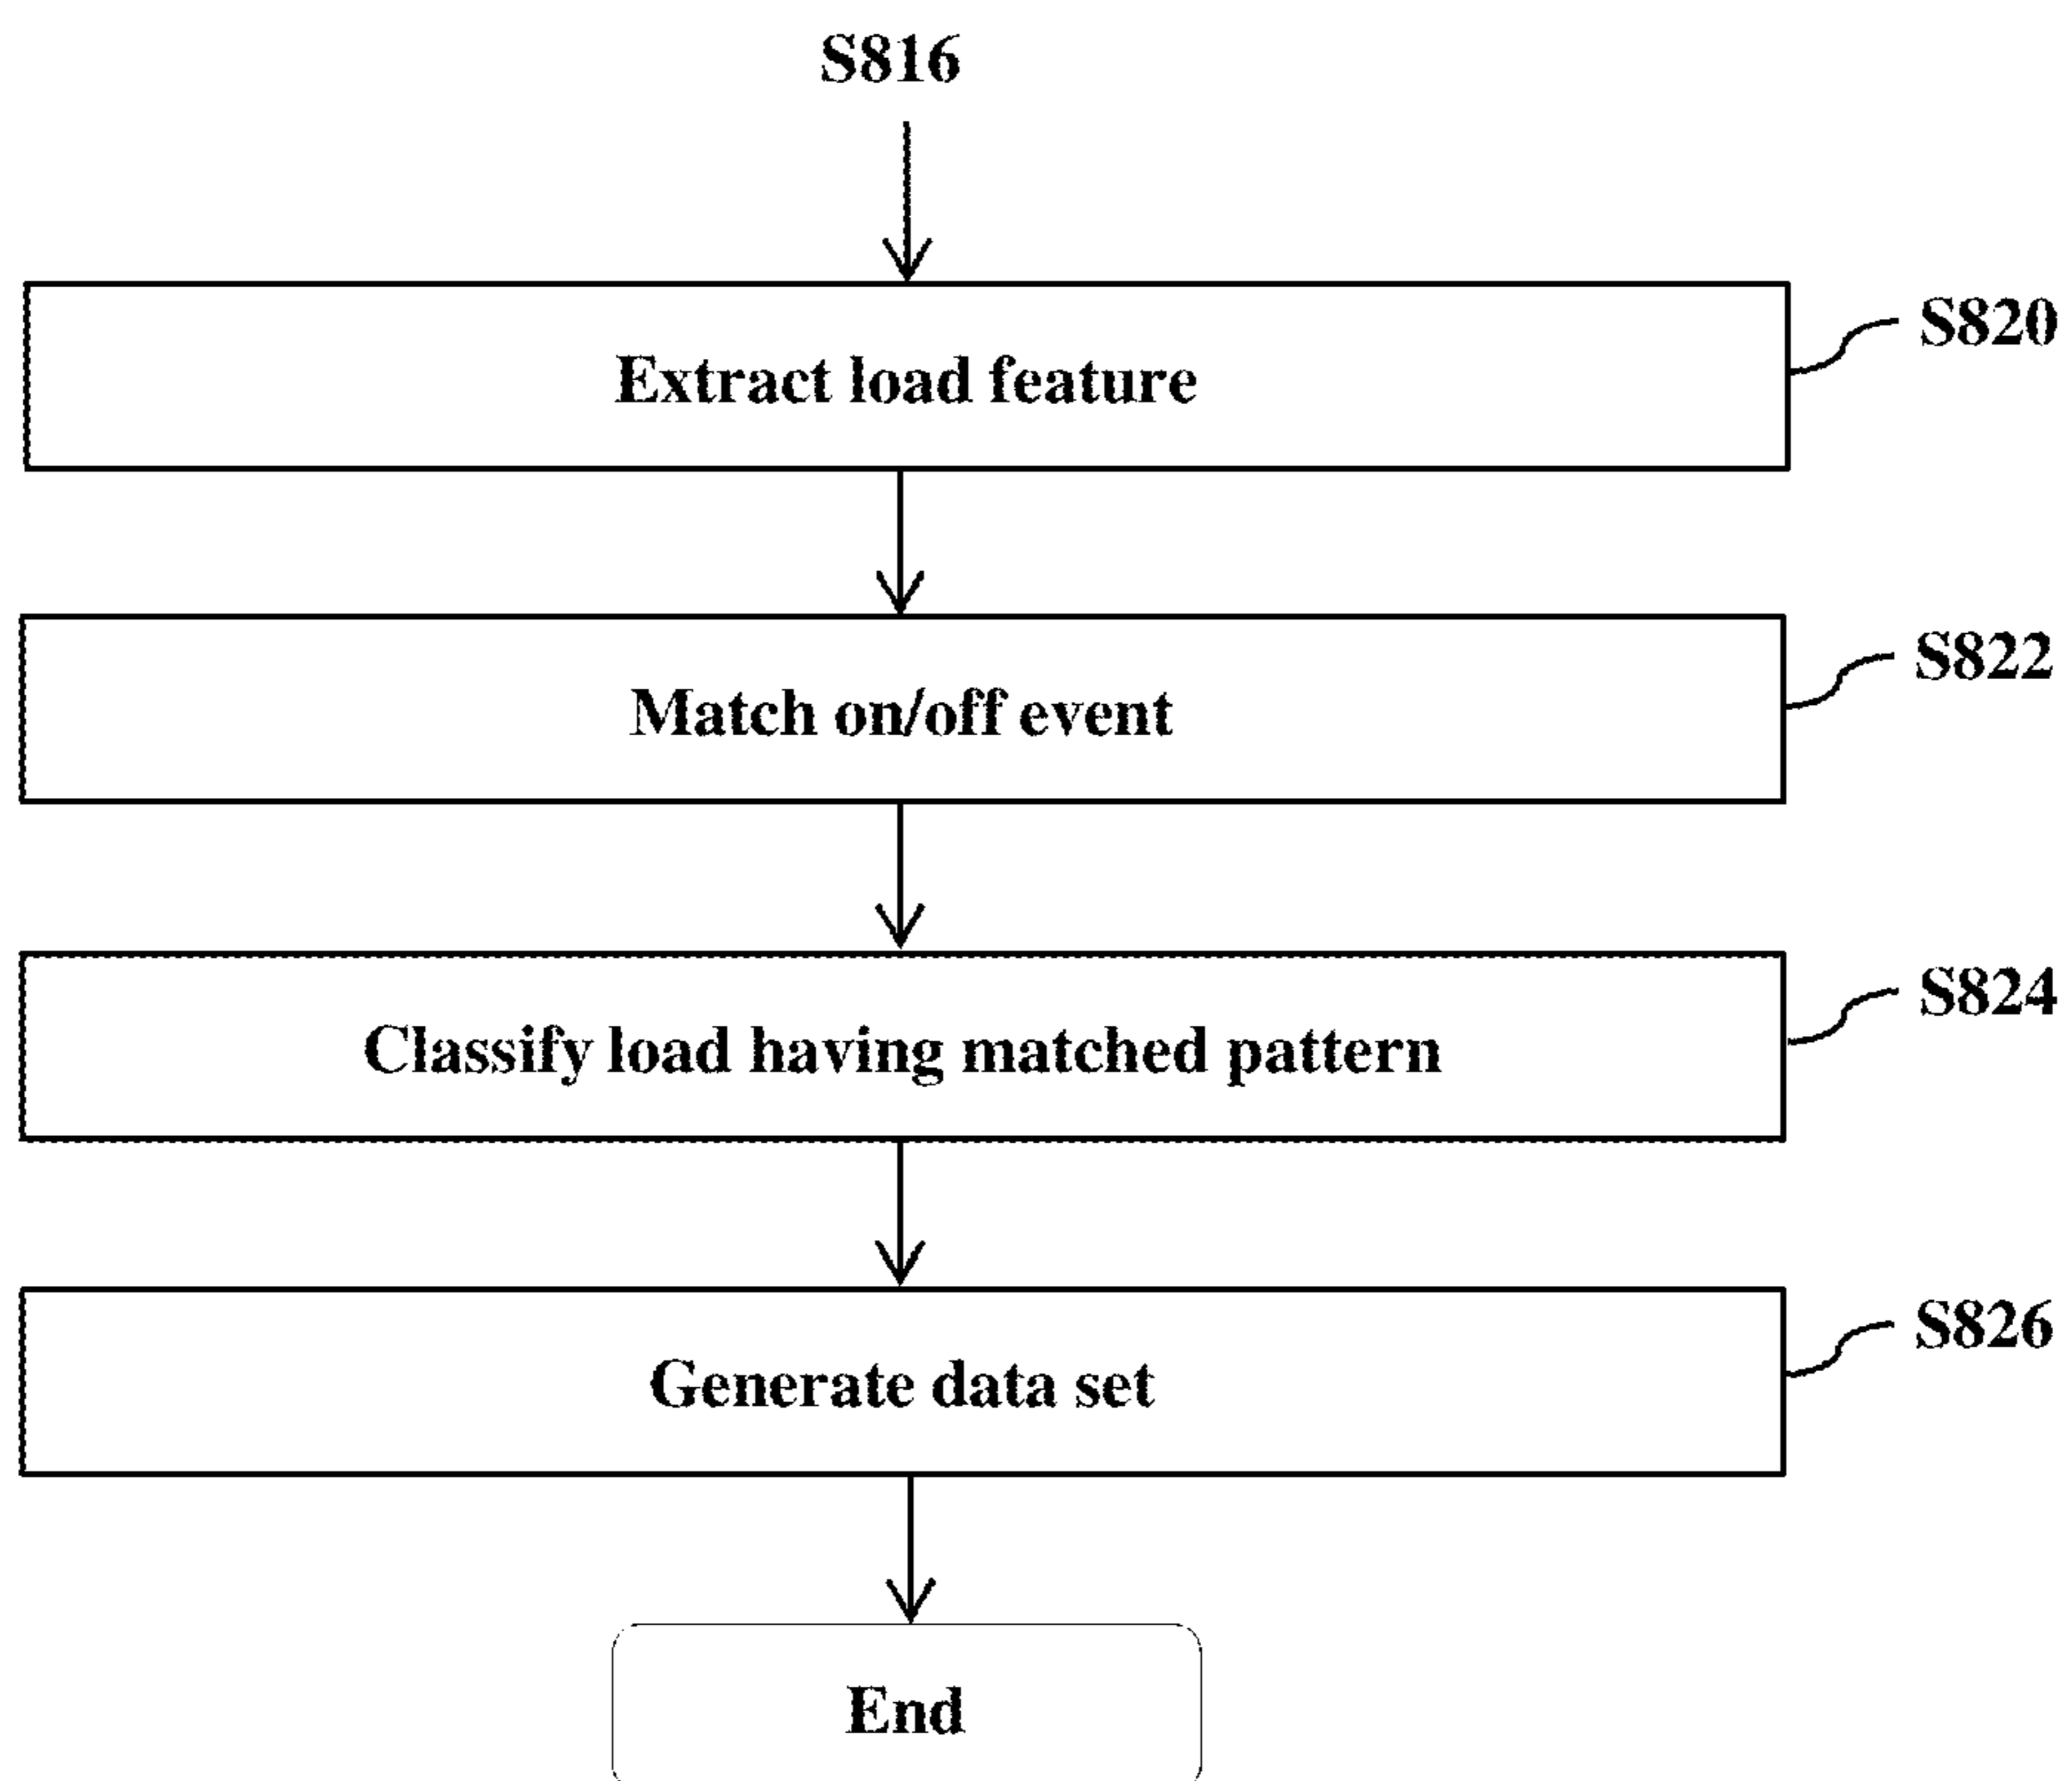 S816
Extract load feature
S820
Match on/off event
S822
Classify load having matched pattern
S824
Generate data set
S826
End